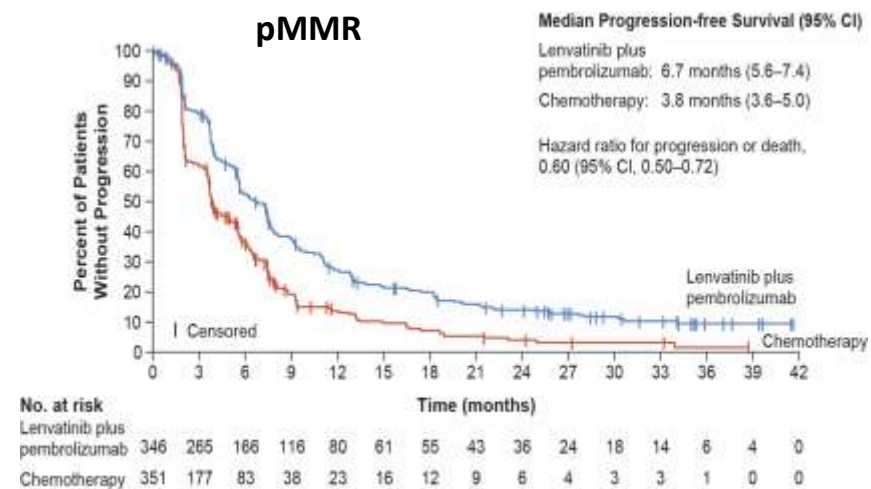 pMMR
Median Progression-free Survival (95% CI)
Lenvatinib plus
pembrolizumab: 6.7 months (5.6–7.4)
Chemotherapy: 3.8 months (3.6–5.0)
Hazard ratio for progression or death,
0.60 (95% CI, 0.50–0.72)
Percent of Patients
Without Progression
100
90
80
70
60
50
40
30
20
10
0
Censored
Lenvatinib plus
pembrolizumab
Chemotherapy
0 3 6 9 12 15 18 21 24 27 30 33 36 39 42
No. at risk
Time (months)
Lenvatinib plus
pembrolizumab 346 265 166 116 80 61 55 43 36 24 18 14 6 4 0
Chemotherapy 351 177 83 38 23 16 12 9 6 4 3 3 1 0 0